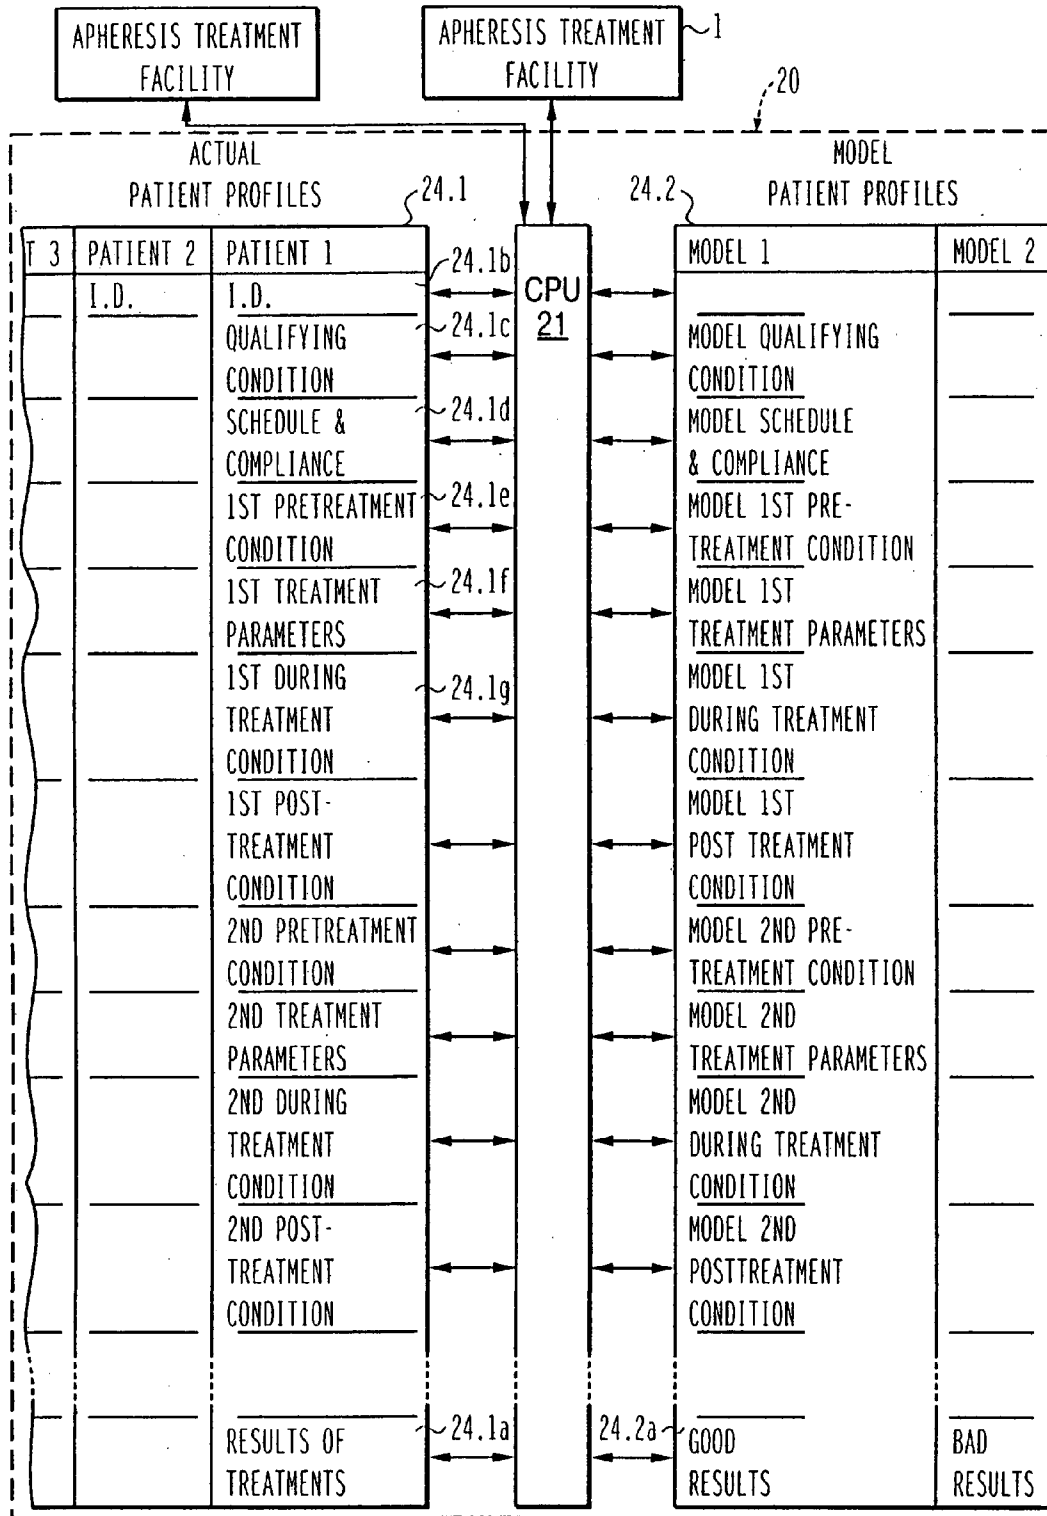 APHERESIS TREATMENT
FACILITY
APHERESIS TREATMENT
FACILITY
1
20
ACTUAL
PATIENT PROFILES
24.1
MODEL
PATIENT PROFILES
24.2
T 3
PATIENT 2
I.D.
PATIENT 1
I.D.
24.1b
QUALIFYING
CONDITION
24.1c
SCHEDULE &
COMPLIANCE
24.1d
1ST PRETREATMENT
CONDITION
24.1e
1ST TREATMENT
PARAMETERS
24.1f
1ST DURING
TREATMENT
CONDITION
24.1g
1ST POST-
TREATMENT
CONDITION
2ND PRETREATMENT
CONDITION
2ND TREATMENT
PARAMETERS
2ND DURING
TREATMENT
CONDITION
2ND POST-
TREATMENT
CONDITION
RESULTS OF
TREATMENTS
24.1a
CPU
21
MODEL 1
MODEL QUALIFYING
CONDITION
MODEL SCHEDULE
& COMPLIANCE
MODEL 1ST PRE-
TREATMENT CONDITION
MODEL 1ST
TREATMENT PARAMETERS
MODEL 1ST
DURING TREATMENT
CONDITION
MODEL 1ST
POST TREATMENT
CONDITION
MODEL 2ND PRE-
TREATMENT CONDITION
MODEL 2ND
TREATMENT PARAMETERS
MODEL 2ND
DURING TREATMENT
CONDITION
MODEL 2ND
POSTTREATMENT
CONDITION
24.2a
GOOD
RESULTS
MODEL 2
BAD
RESULTS